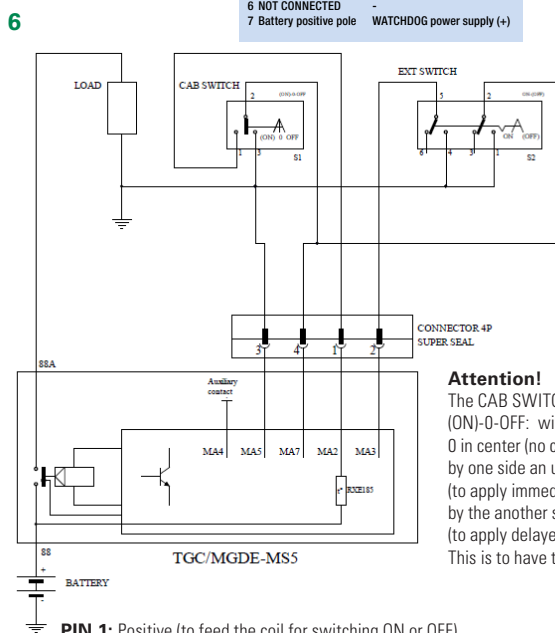 6
6 NOT CONNECTED -
7 Battery positive pole WATCHDOG power supply (+)
LOAD
CAB SWITCH
2
(ON)-0-OFF
(ON) 0 OFF
1
3
S1
EXT SWITCH
5
2
ON-(OFF)
ON (OFF)
6
4
3
1
S2
CONNECTOR 4P
SUPER SEAL
3
4
1
2
88A
Auxiliary
contact
MA4
MA5
MA7
MA2
MA3
t°
RXE185
88
TGC/MGDE-MS5
+
-
BATTERY
Attention!
The CAB SWITC
(ON)-0-OFF: wi
0 in center (no c
by one side an u
(to apply immed
by the another s
(to apply delaye
This is to have t
PIN 1: Positive (to feed the coil for switching ON or OFF)